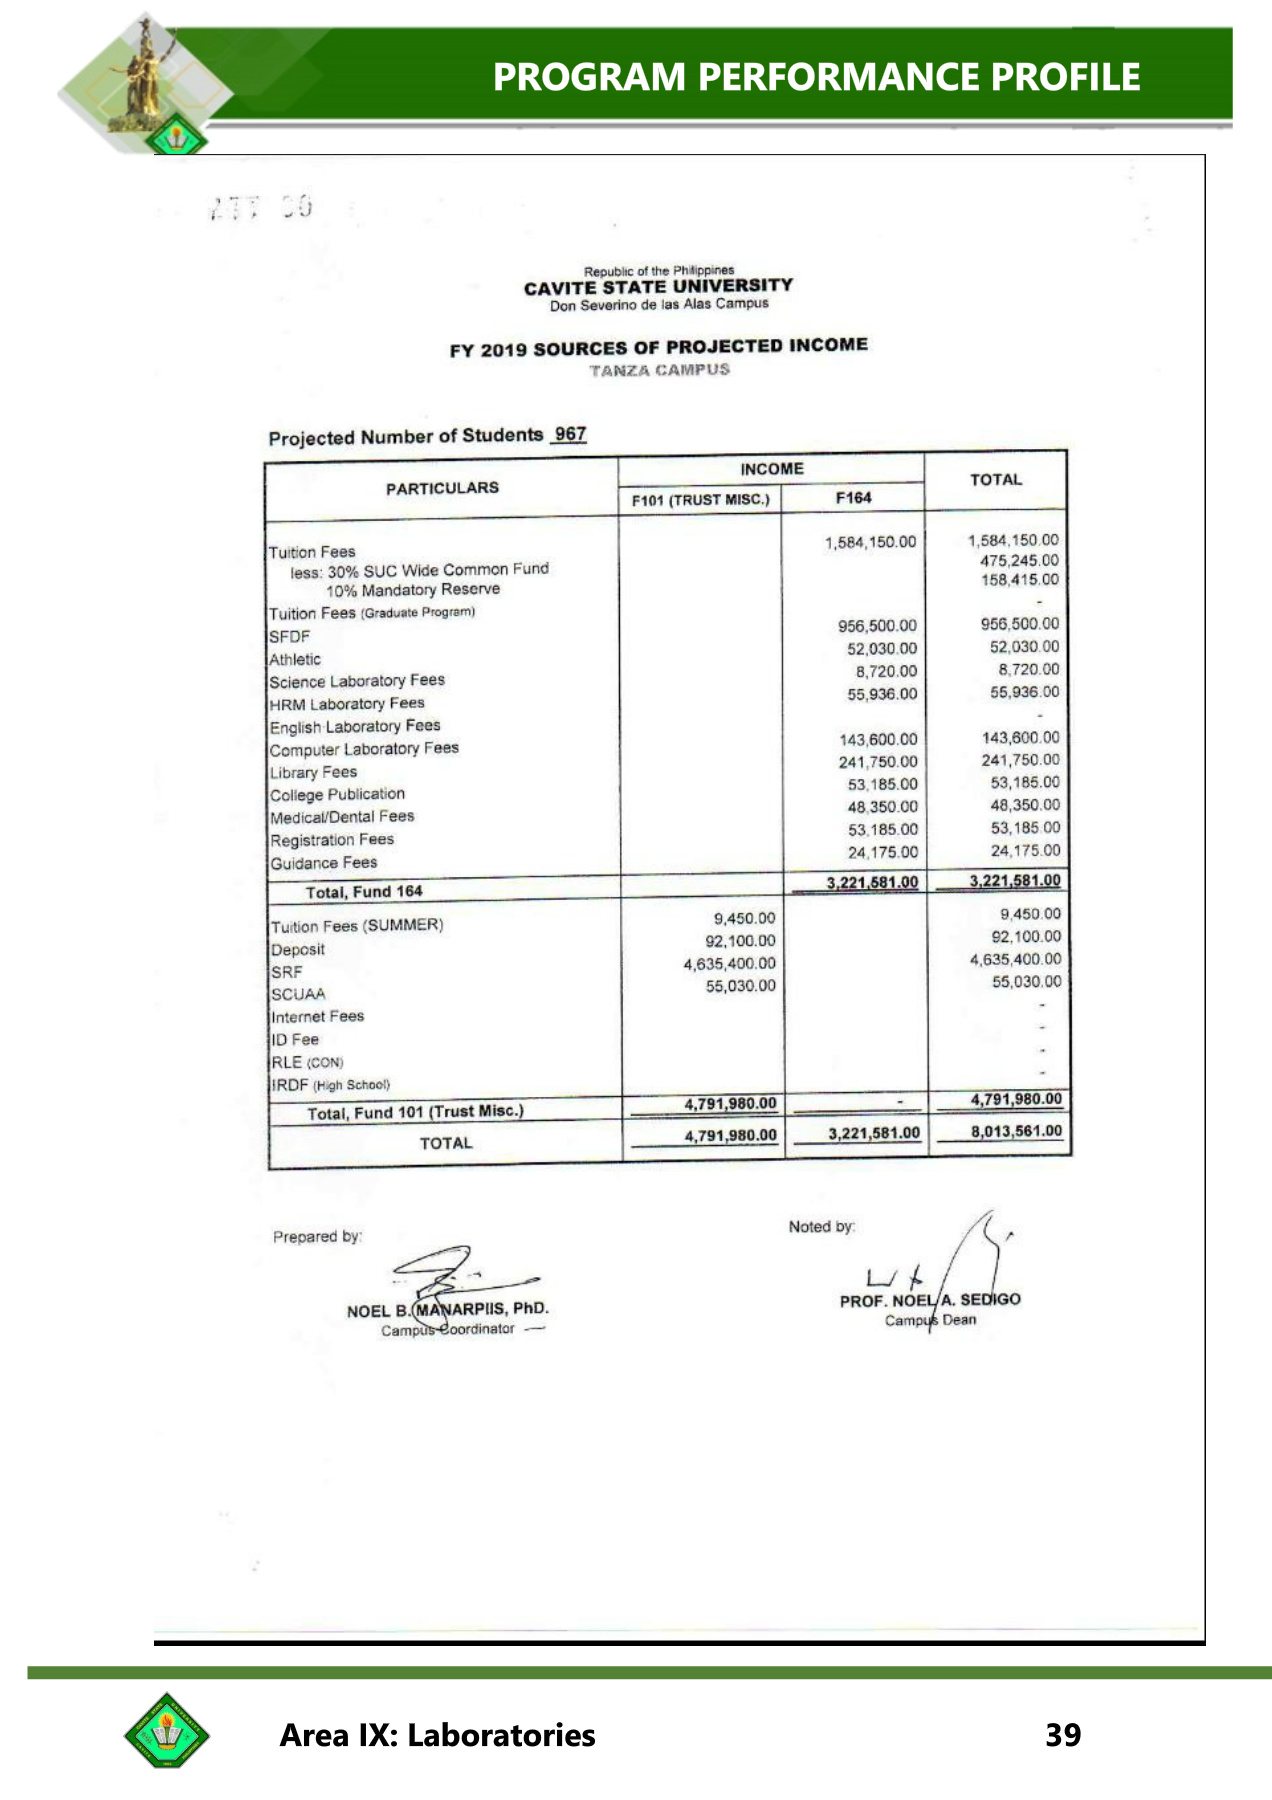 PROGRAM PERFORMANCE PROFILE
Republic of the Philippines
CAVITE STATE UNIVERSITY
Don Severino de las Alas Campus
FY 2019 SOURCES OF PROJECTED INCOME
TANZA CAMPUS
Projected Number of Students 967
PARTICULARS INCOME TOTAL
F101 (TRUST MISC.) F164
Tuition Fees 1,584,150.00 1,584,150.00
less: 30% SUC Wide Common Fund 475,245.00
10% Mandatory Reserve 158,415.00
Tuition Fees (Graduate Program) -
SFDF 956,500.00 956,500.00
Athletic 52,030.00 52,030.00
Science Laboratory Fees 8,720.00 8,720.00
HRM Laboratory Fees 55,936.00 55,936.00
English Laboratory Fees -
Computer Laboratory Fees 143,600.00 143,600.00
Library Fees 241,750.00 241,750.00
College Publication 53,185.00 53,185.00
Medical/Dental Fees 48,350.00 48,350.00
Registration Fees 53,185.00 53,185.00
Guidance Fees 24,175.00 24,175.00
Total, Fund 164 3,221,581.00 3,221,581.00
Tuition Fees (SUMMER) 9,450.00 9,450.00
Deposit 92,100.00 92,100.00
SRF 4,635,400.00 4,635,400.00
SCUAA 55,030.00 55,030.00
Internet Fees -
ID Fee -
RLE (CON) -
IRDF (High School) -
Total, Fund 101 (Trust Misc.) 4,791,980.00 - 4,791,980.00
TOTAL 4,791,980.00 3,221,581.00 8,013,561.00
Prepared by: Noted by:
NOEL B. MANARPIIS, PhD. PROF. NOEL A. SEDIGO
Campus Coordinator Campus Dean
Area IX: Laboratories 39